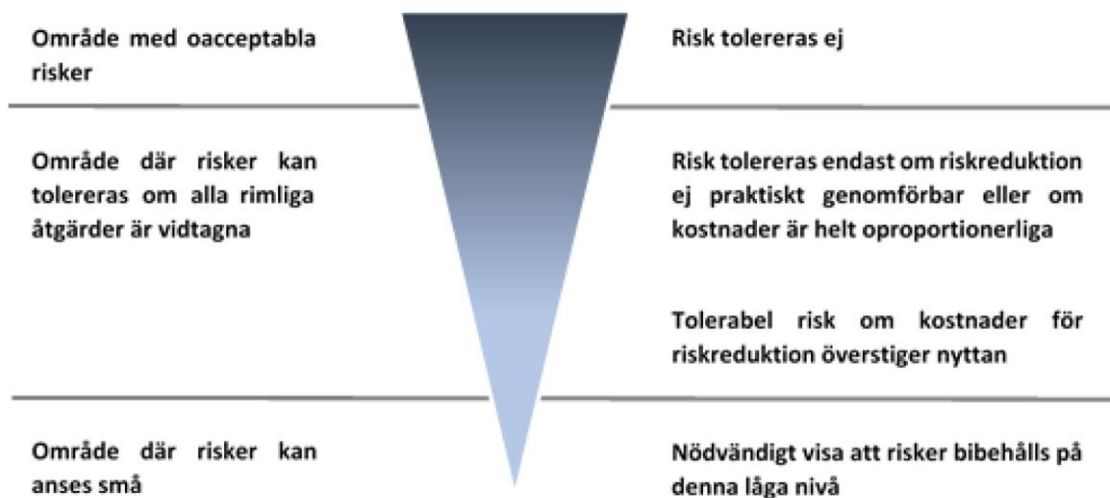 Område med oacceptabla
risker
Risk tolereras ej
Område där risker kan
tolereras om alla rimliga
åtgärder är vidtagna
Risk tolereras endast om riskreduktion
ej praktiskt genomförbar eller om
kostnader är helt oproportionerliga
Tolerabel risk om kostnader för
riskreduktion överstiger nyttan
Område där risker kan
anses små
Nödvändigt visa att risker bibehålls på
denna låga nivå